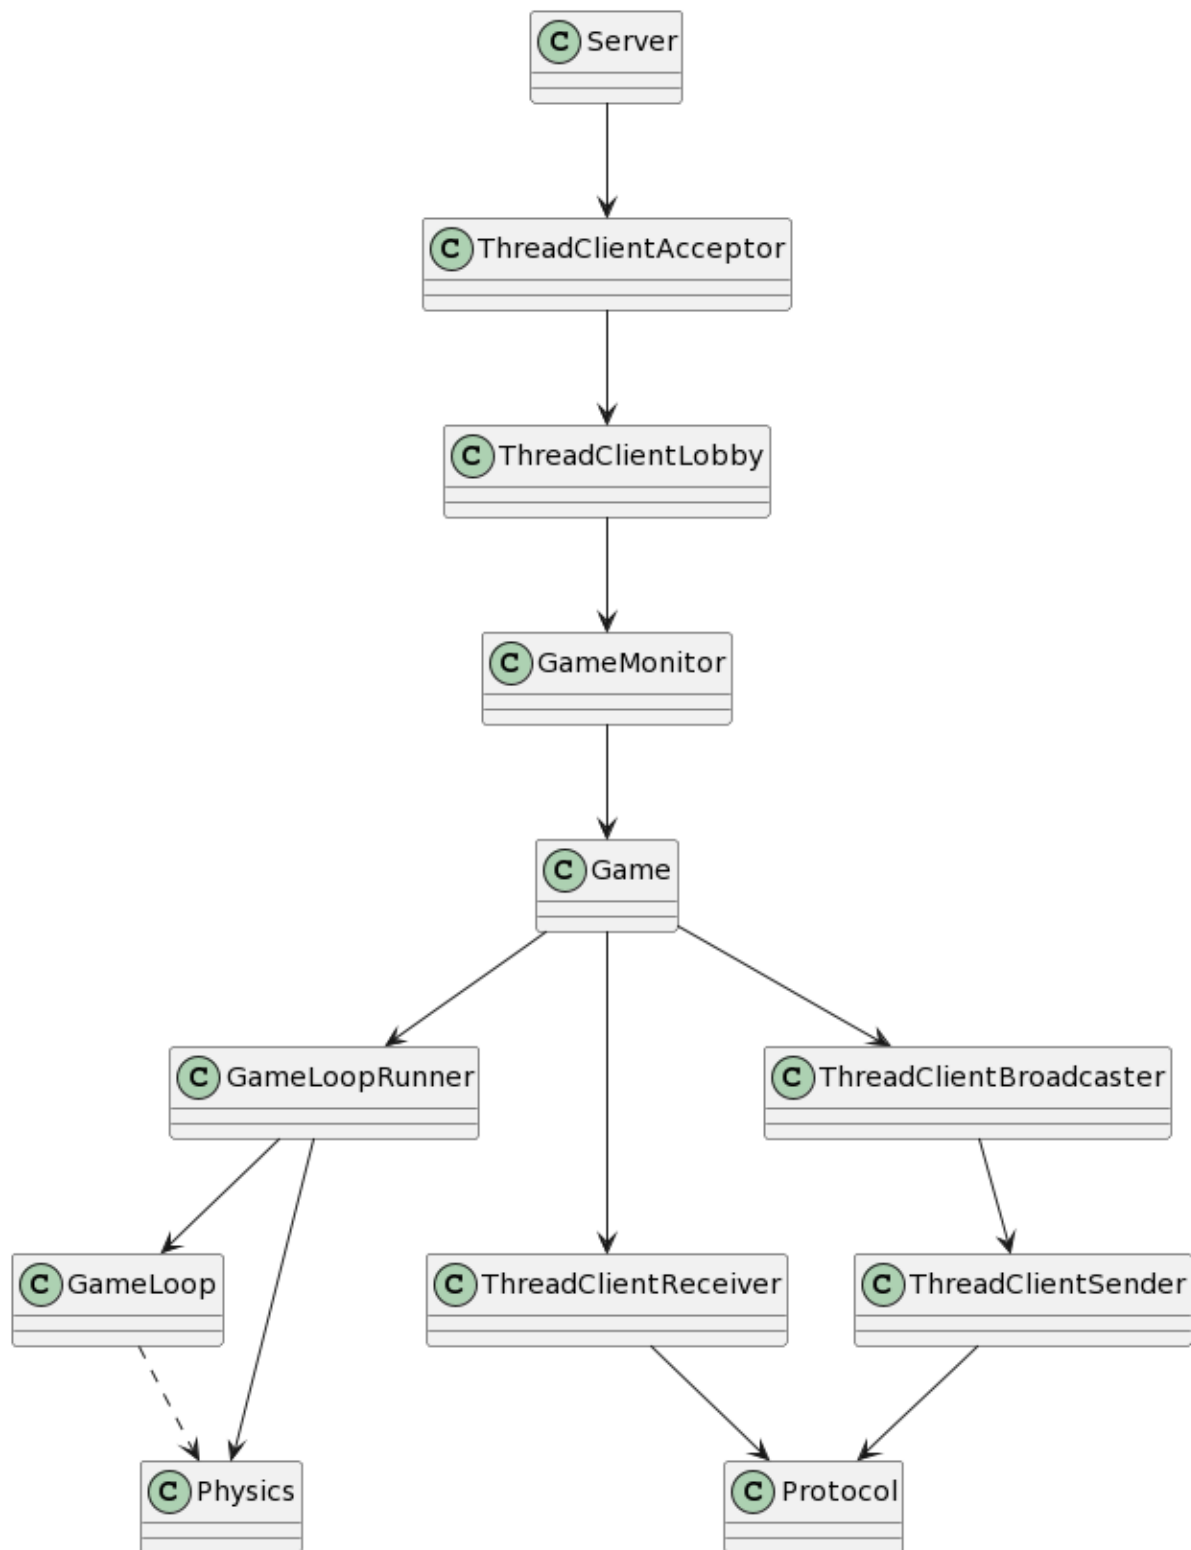 C Server
C ThreadClientAcceptor
C ThreadClientLobby
C GameMonitor
C Game
C GameLoopRunner
C ThreadClientBroadcaster
C GameLoop
C ThreadClientReceiver
C ThreadClientSender
C Physics
C Protocol